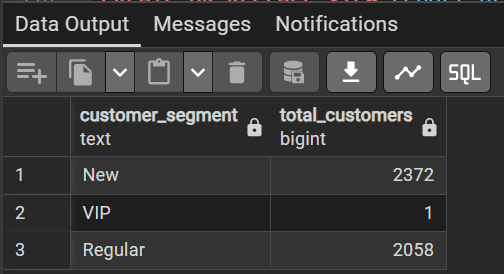 Data Output Messages Notifications
SQL
customer_segment total_customers
text bigint
1 New 2372
2 VIP 1
3 Regular 2058